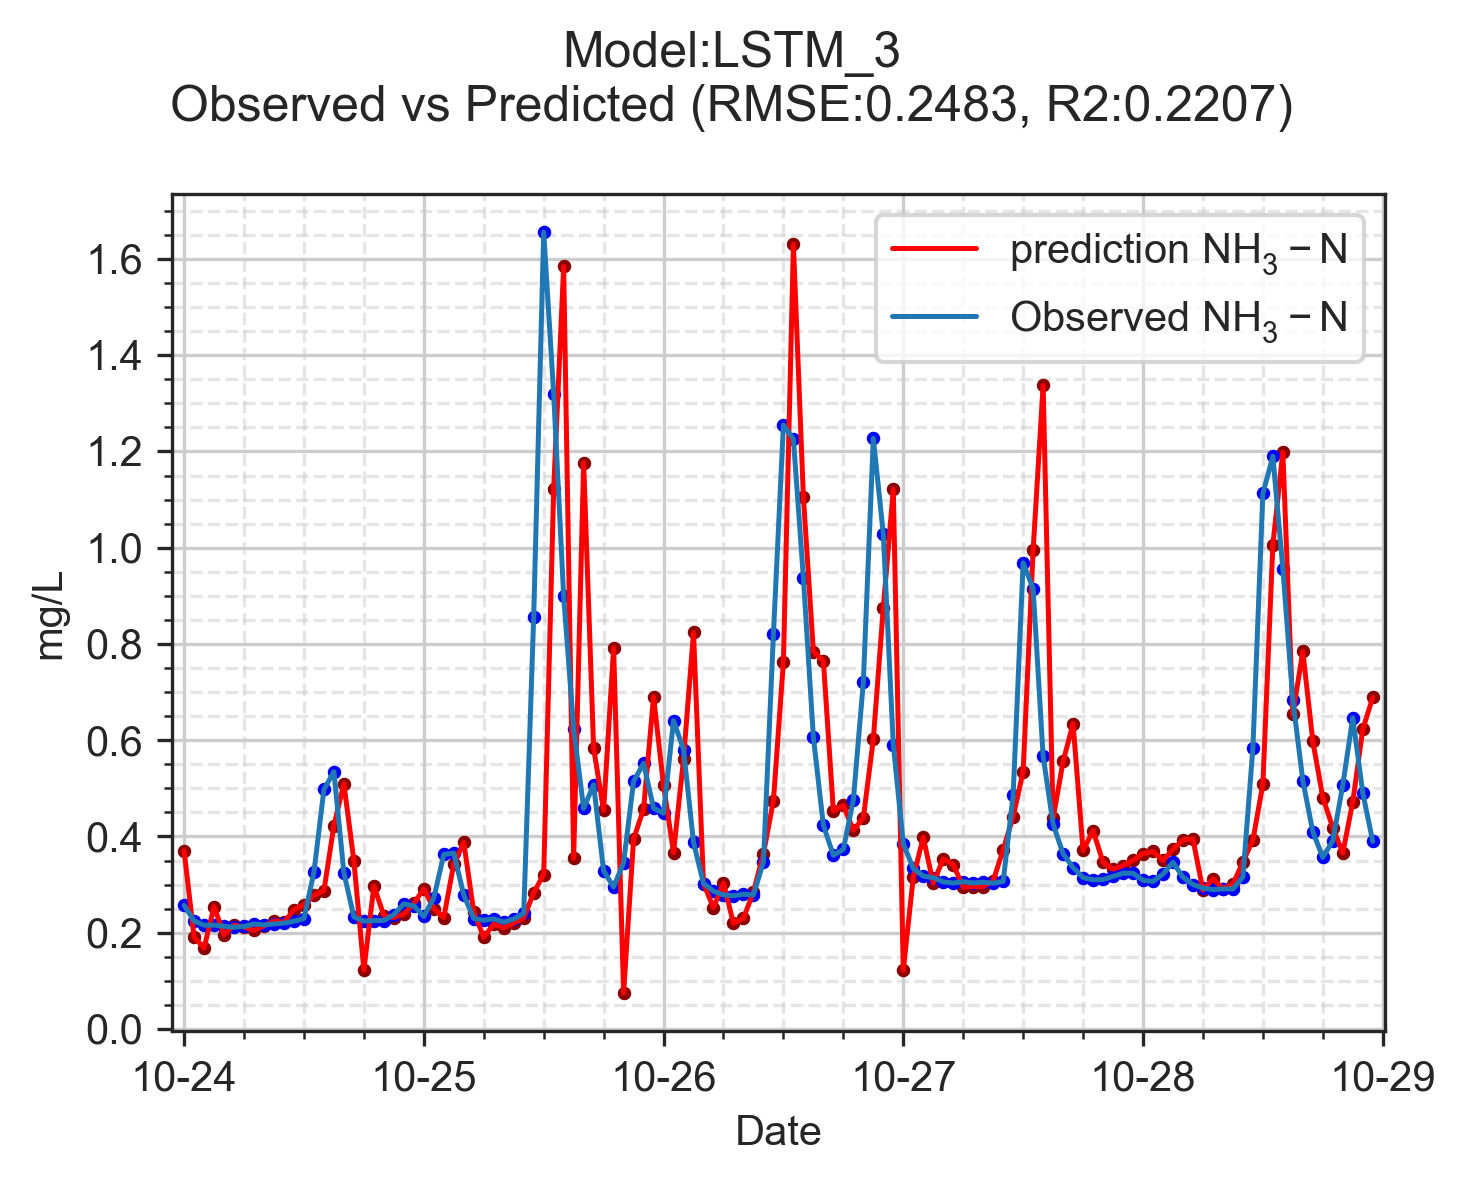 Model:LSTM_3
Observed vs Predicted (RMSE:0.2483, R2:0.2207)
prediction NH₃ − N
Observed NH₃ − N
1.6
1.4
1.2
1.0
0.8
0.6
0.4
0.2
0.0
mg/L
10-24 10-25 10-26 10-27 10-28 10-29
Date